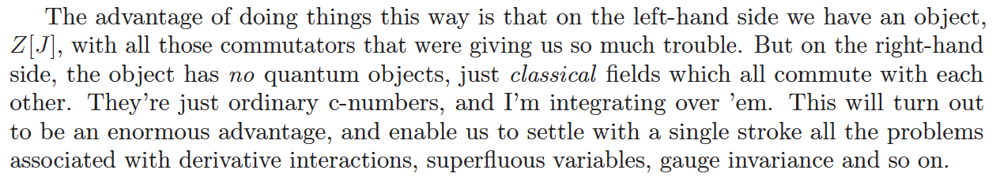 The advantage of doing things this way is that on the left-hand side we have an object,
Z[J], with all those commutators that were giving us so much trouble. But on the right-hand
side, the object has no quantum objects, just classical fields which all commute with each
other. They're just ordinary c-numbers, and I'm integrating over 'em. This will turn out
to be an enormous advantage, and enable us to settle with a single stroke all the problems
associated with derivative interactions, superfluous variables, gauge invariance and so on.